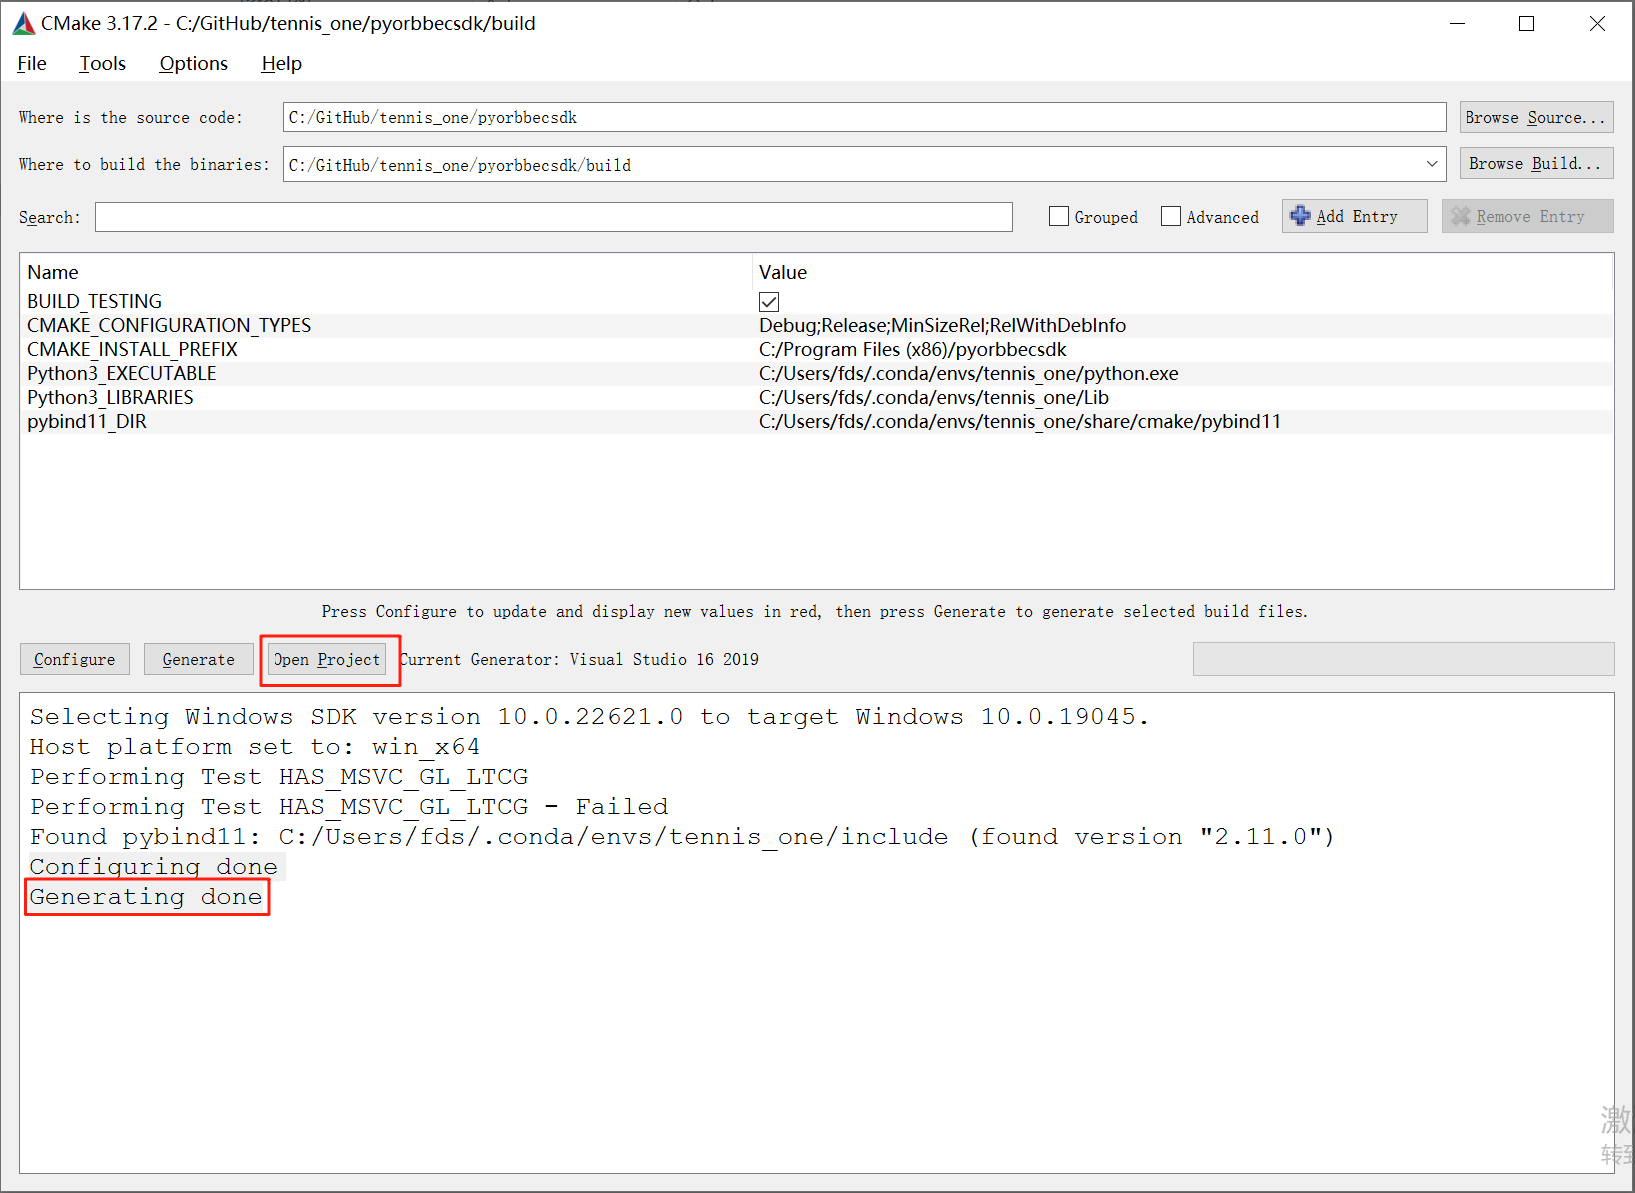 CMake 3.17.2 - C:/GitHub/tennis_one/pyorbbecsdk/build
File Tools Options Help
Where is the source code: C:/GitHub/tennis_one/pyorbbecsdk Browse Source...
Where to build the binaries: C:/GitHub/tennis_one/pyorbbecsdk/build Browse Build...
Search: Grouped Advanced Add Entry Remove Entry
Name Value
BUILD_TESTING
CMAKE_CONFIGURATION_TYPES Debug;Release;MinSizeRel;RelWithDebInfo
CMAKE_INSTALL_PREFIX C:/Program Files (x86)/pyorbbecsdk
Python3_EXECUTABLE C:/Users/fds/.conda/envs/tennis_one/python.exe
Python3_LIBRARIES C:/Users/fds/.conda/envs/tennis_one/Lib
pybind11_DIR C:/Users/fds/.conda/envs/tennis_one/share/cmake/pybind11
Press Configure to update and display new values in red, then press Generate to generate selected build files.
Configure Generate Open Project Current Generator: Visual Studio 16 2019
Selecting Windows SDK version 10.0.22621.0 to target Windows 10.0.19045.
Host platform set to: win_x64
Performing Test HAS_MSVC_GL_LTCG
Performing Test HAS_MSVC_GL_LTCG - Failed
Found pybind11: C:/Users/fds/.conda/envs/tennis_one/include (found version "2.11.0")
Configuring done
Generating done
激
转到